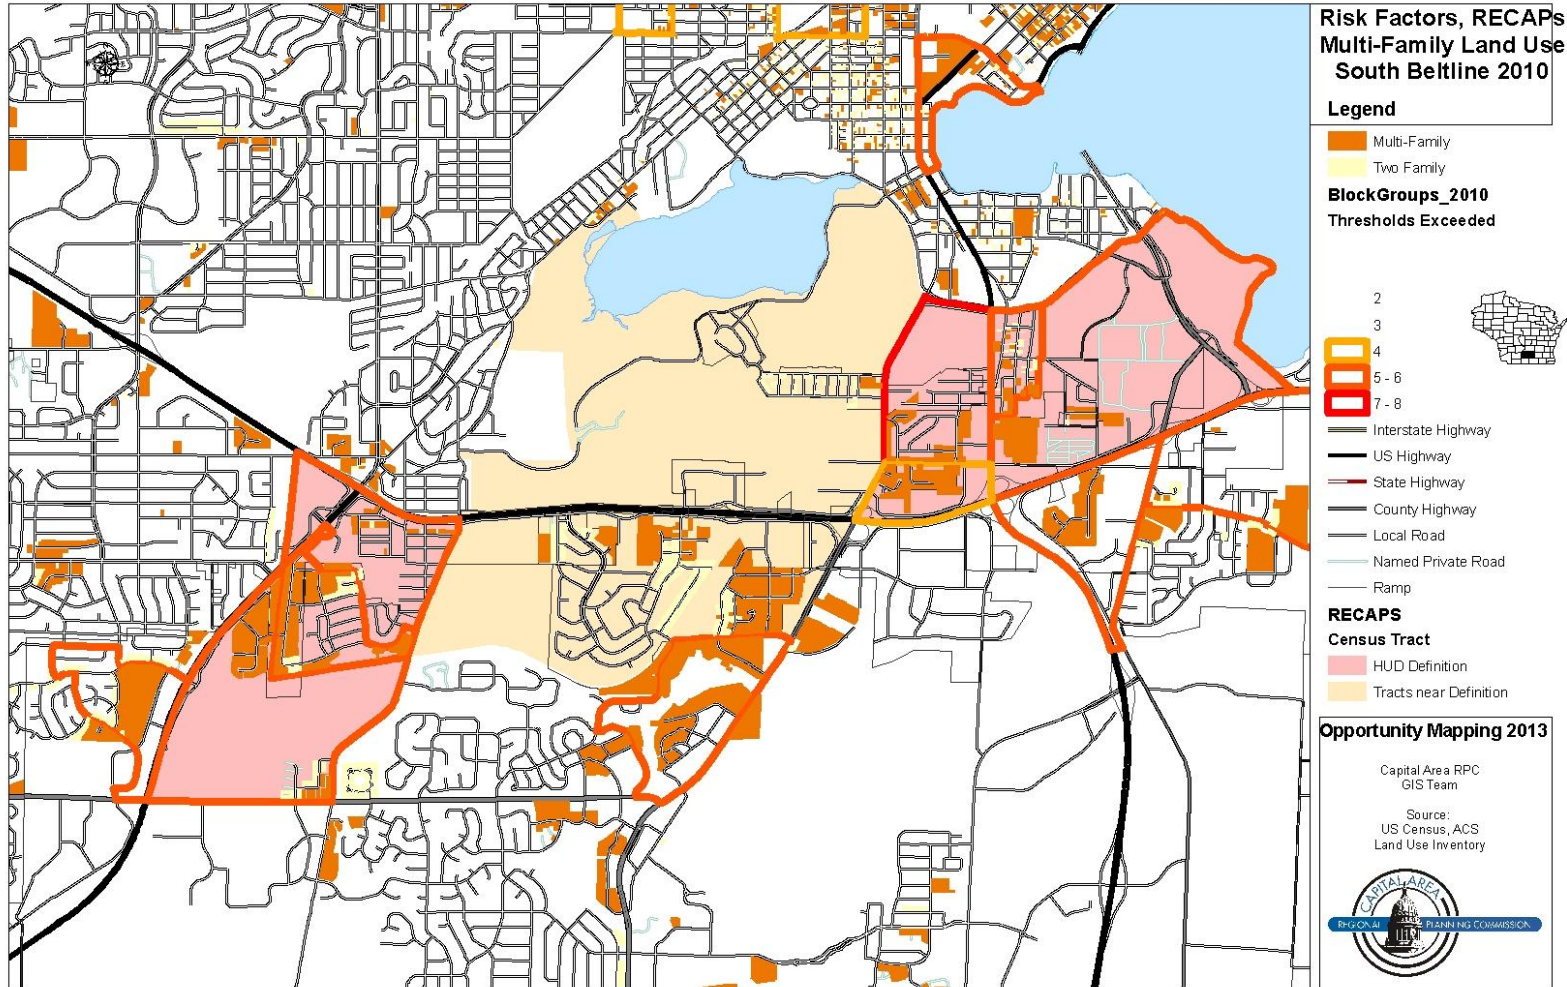 Risk Factors, RECAPs
Multi-Family Land Use
South Beltline 2010
Legend
Multi-Family
Two Family
BlockGroups_2010
Thresholds Exceeded
2
3
4
5 - 6
7 - 8
Interstate Highway
US Highway
State Highway
County Highway
Local Road
Named Private Road
Ramp
RECAPS
Census Tract
HUD Definition
Tracts near Definition
Opportunity Mapping 2013
Capital Area RPC
GIS Team
Source:
US Census, ACS
Land Use Inventory
CAPITAL AREA
REGIONAL PLANNING COMMISSION